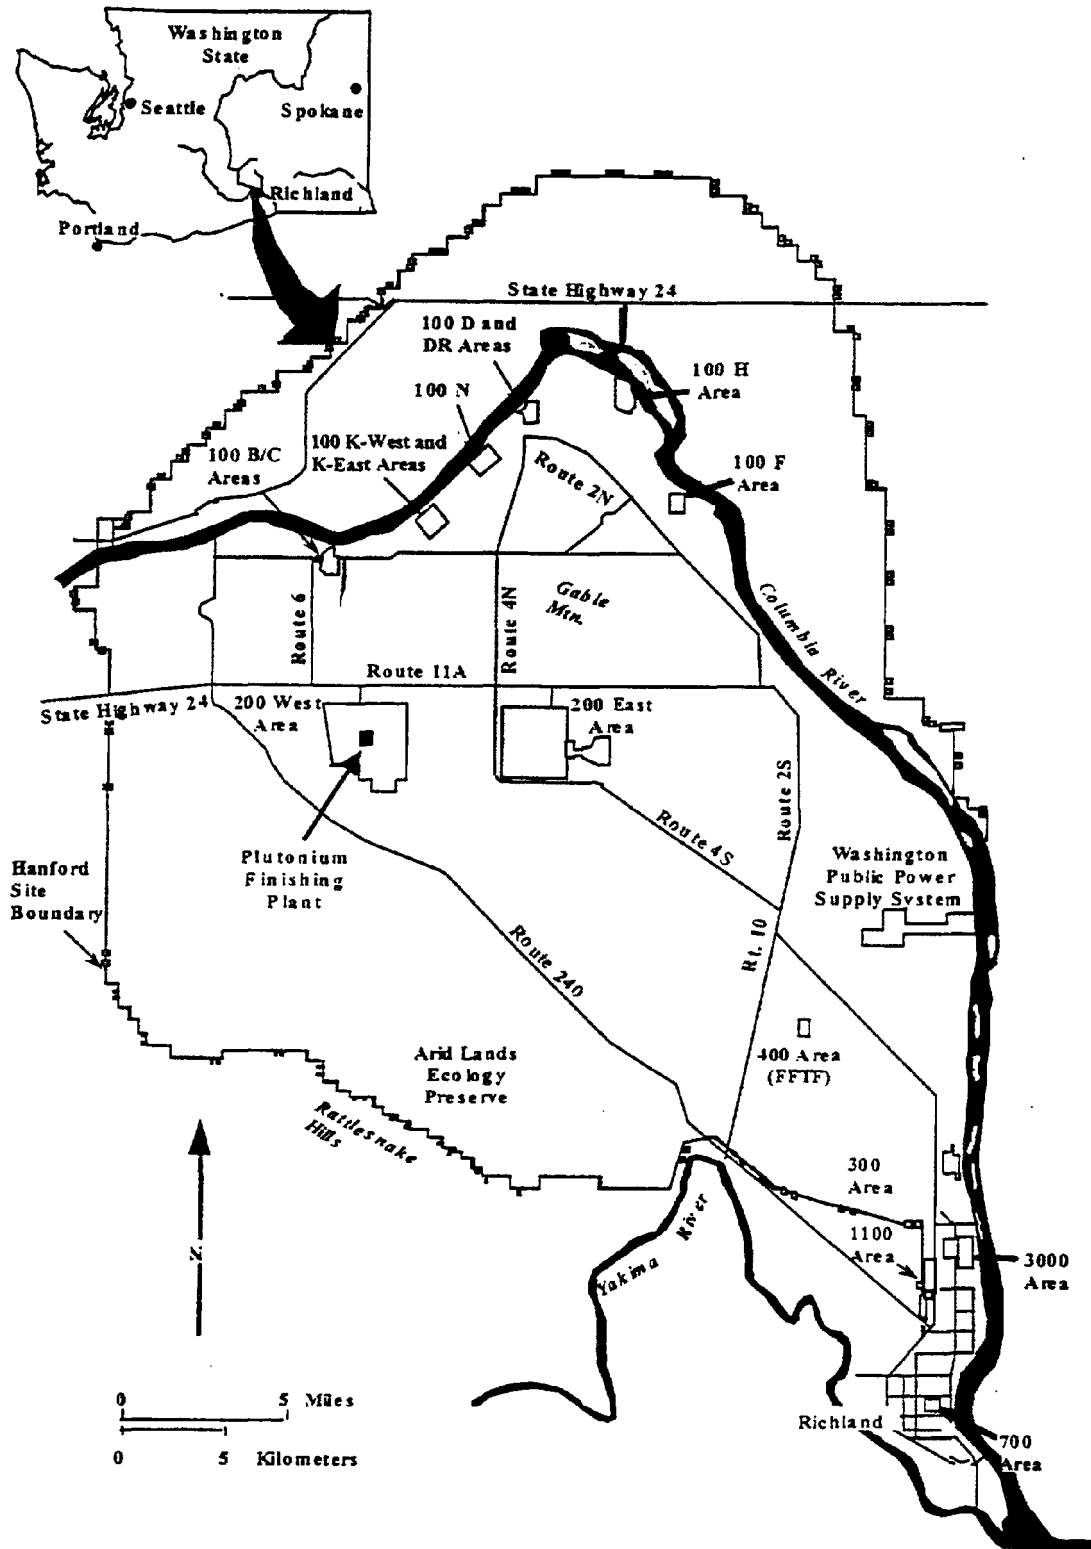 Washington
State
Seattle
Spokane
Richland
Portland
State Highway 24
100 D and
DR Areas
100 H
Area
100 N
100 K-West and
K-East Areas
100 B/C
Areas
Route 2N
100 F
Area
Gable
Mtn.
Columbia River
Route 6
Route 4N
Route 11A
State Highway 24
200 West
Area
200 East
Area
Route 2S
Route 4S
Plutonium
Finishing
Plant
Washington
Public Power
Supply System
Hanford
Site
Boundary
Route 240
Rt. 10
400 Area
(FFTF)
Arid Lands
Ecology
Preserve
Rattlesnake
Hills
N
300
Area
1100
Area
3000
Area
Yakima River
0 5 Miles
0 5 Kilometers
Richland
700
Area